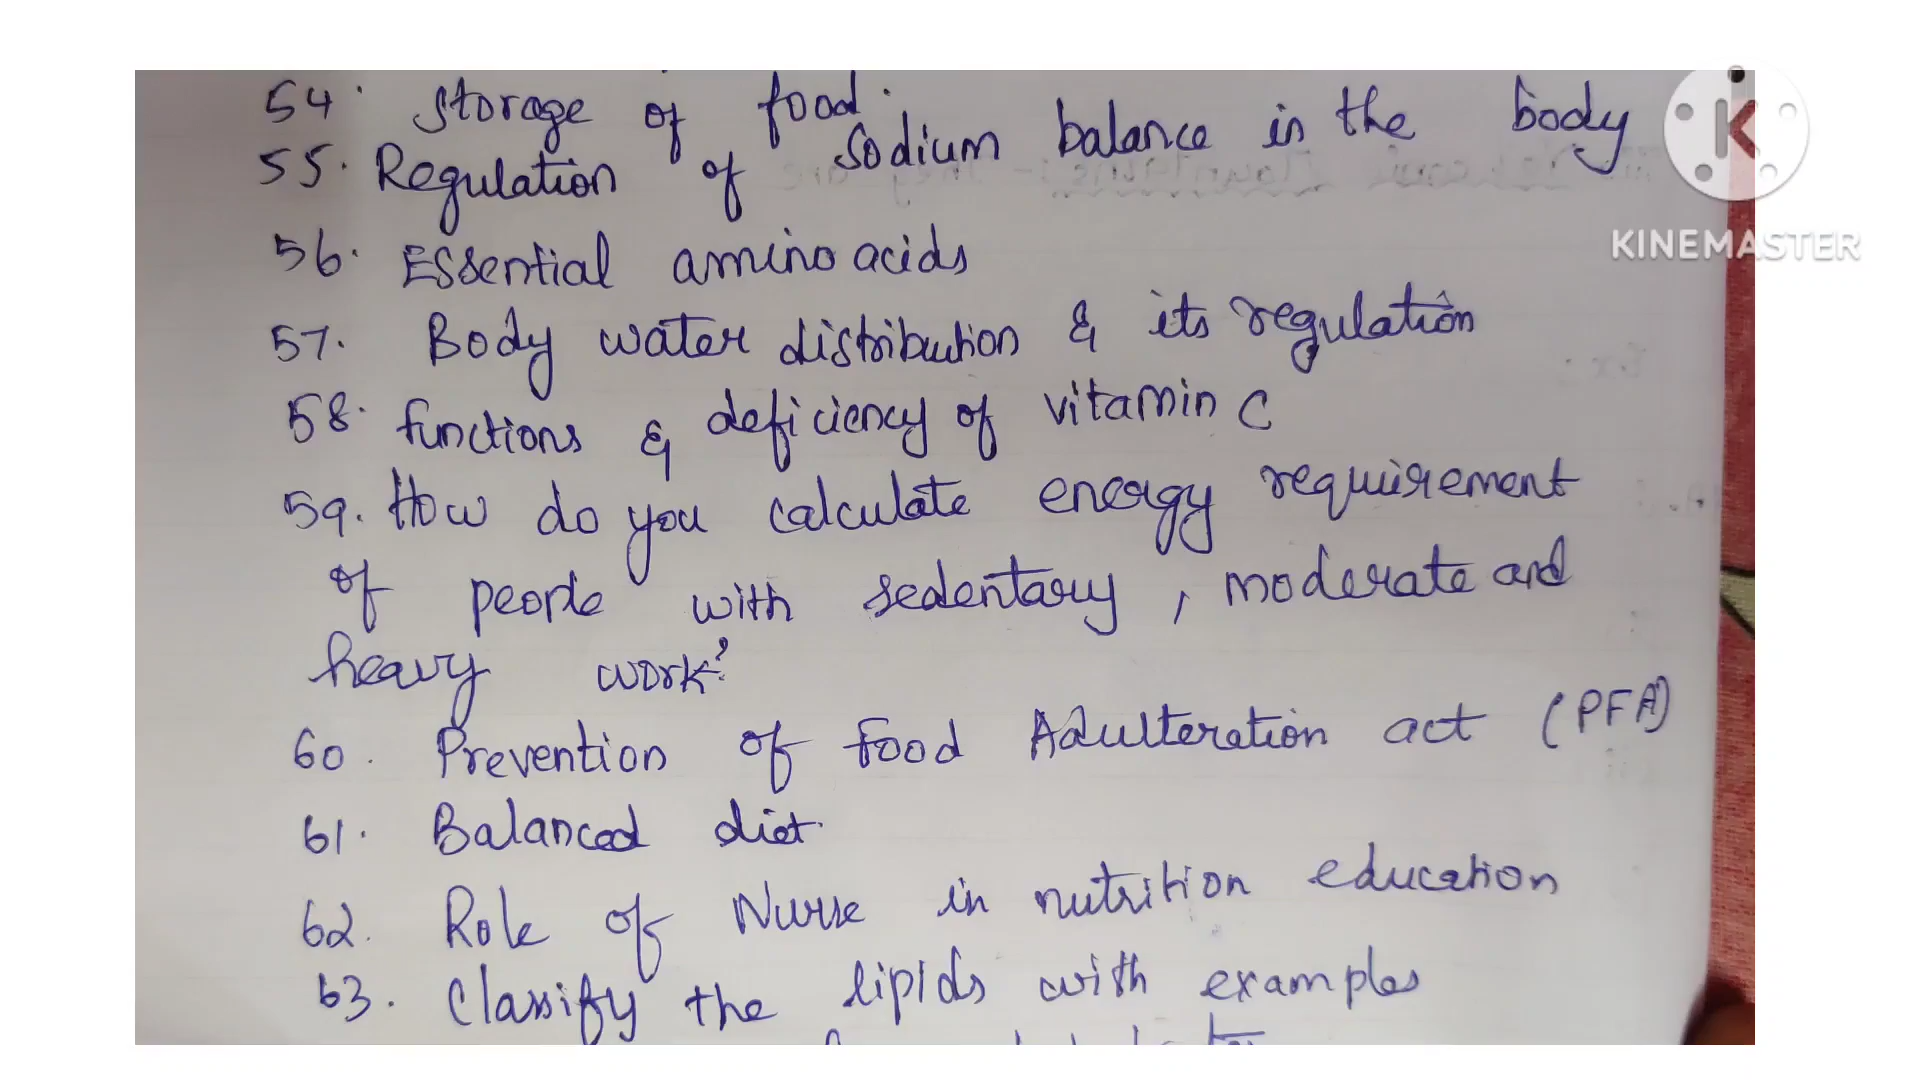 54. Storage of food.
55. Regulation of sodium balance in the body
56. Essential amino acids
57. Body water distribution & its regulation
58. functions & deficiency of vitamin C
59. How do you calculate energy requirement
of people with sedentary, moderate and
heavy work?
60. Prevention of Food Adulteration act (PFA)
61. Balanced diet.
62. Role of Nurse in nutrition education
63. Classify the lipids with examples
K
KINEMASTER